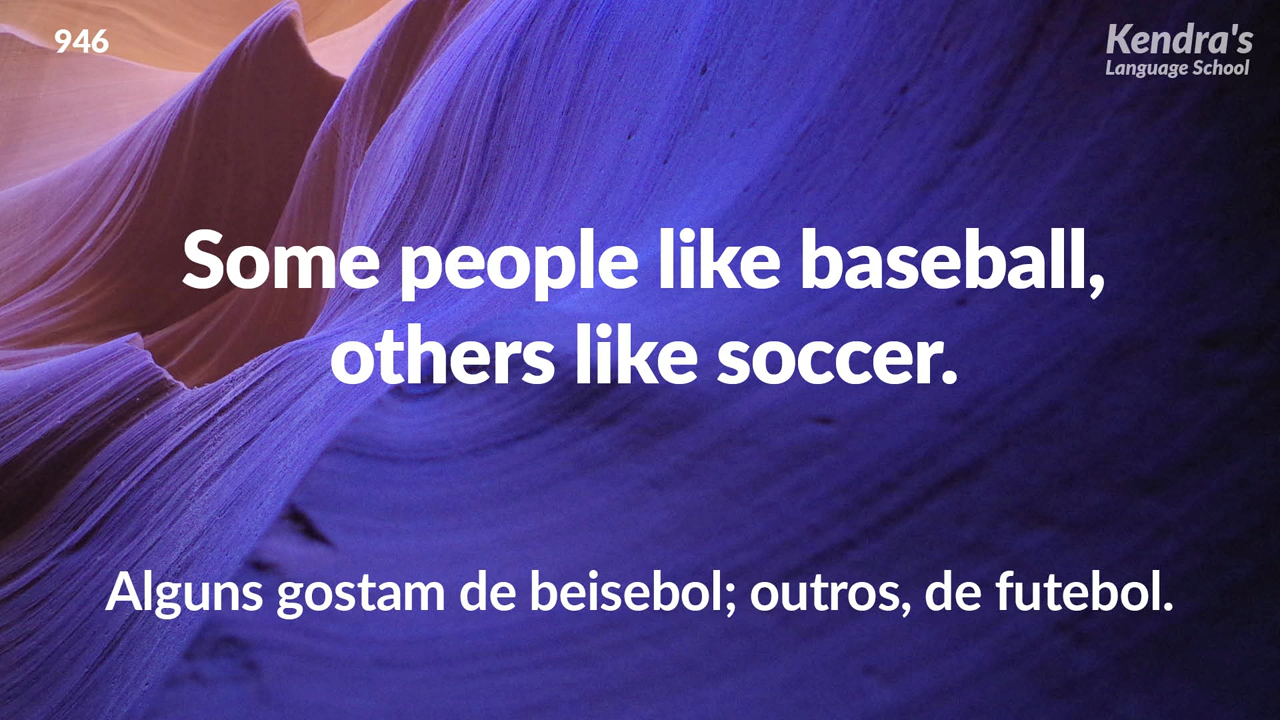 946
Kendra's
Language School
Some people like baseball,
others like soccer.
Alguns gostam de beisebol; outros, de futebol.